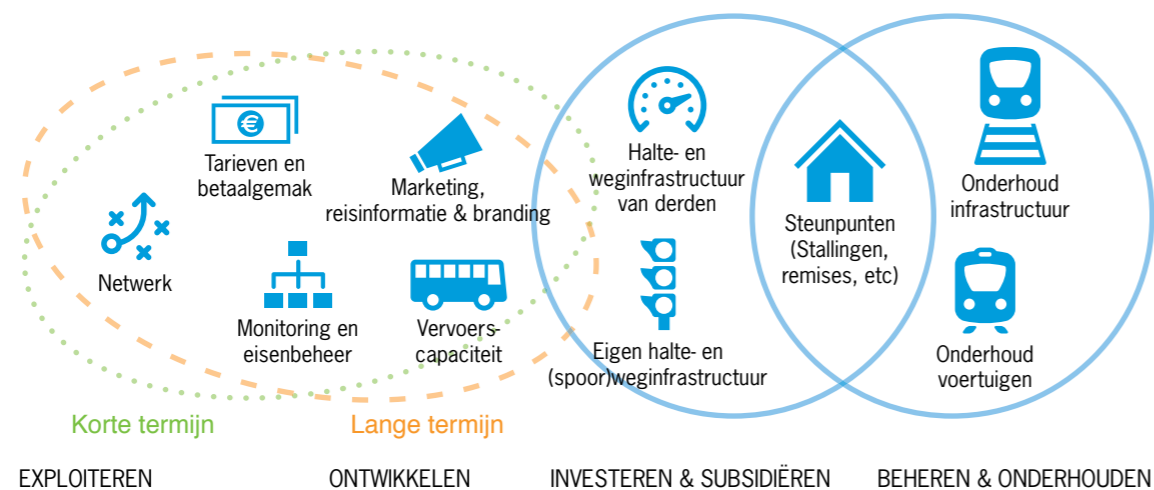 Tarieven en
betaalgemak
Marketing,
reisinformatie & branding
Netwerk
Monitoring en
eisenbeheer
Vervoers-
capaciteit
Korte termijn
Lange termijn
Halte- en
weginfrastructuur
van derden
Eigen halte- en
(spoor)weginfrastructuur
Steunpunten
(Stallingen,
remises, etc)
Onderhoud
infrastructuur
Onderhoud
voertuigen
EXPLOITEREN
ONTWIKKELEN
INVESTEREN & SUBSIDIËREN
BEHEREN & ONDERHOUDEN